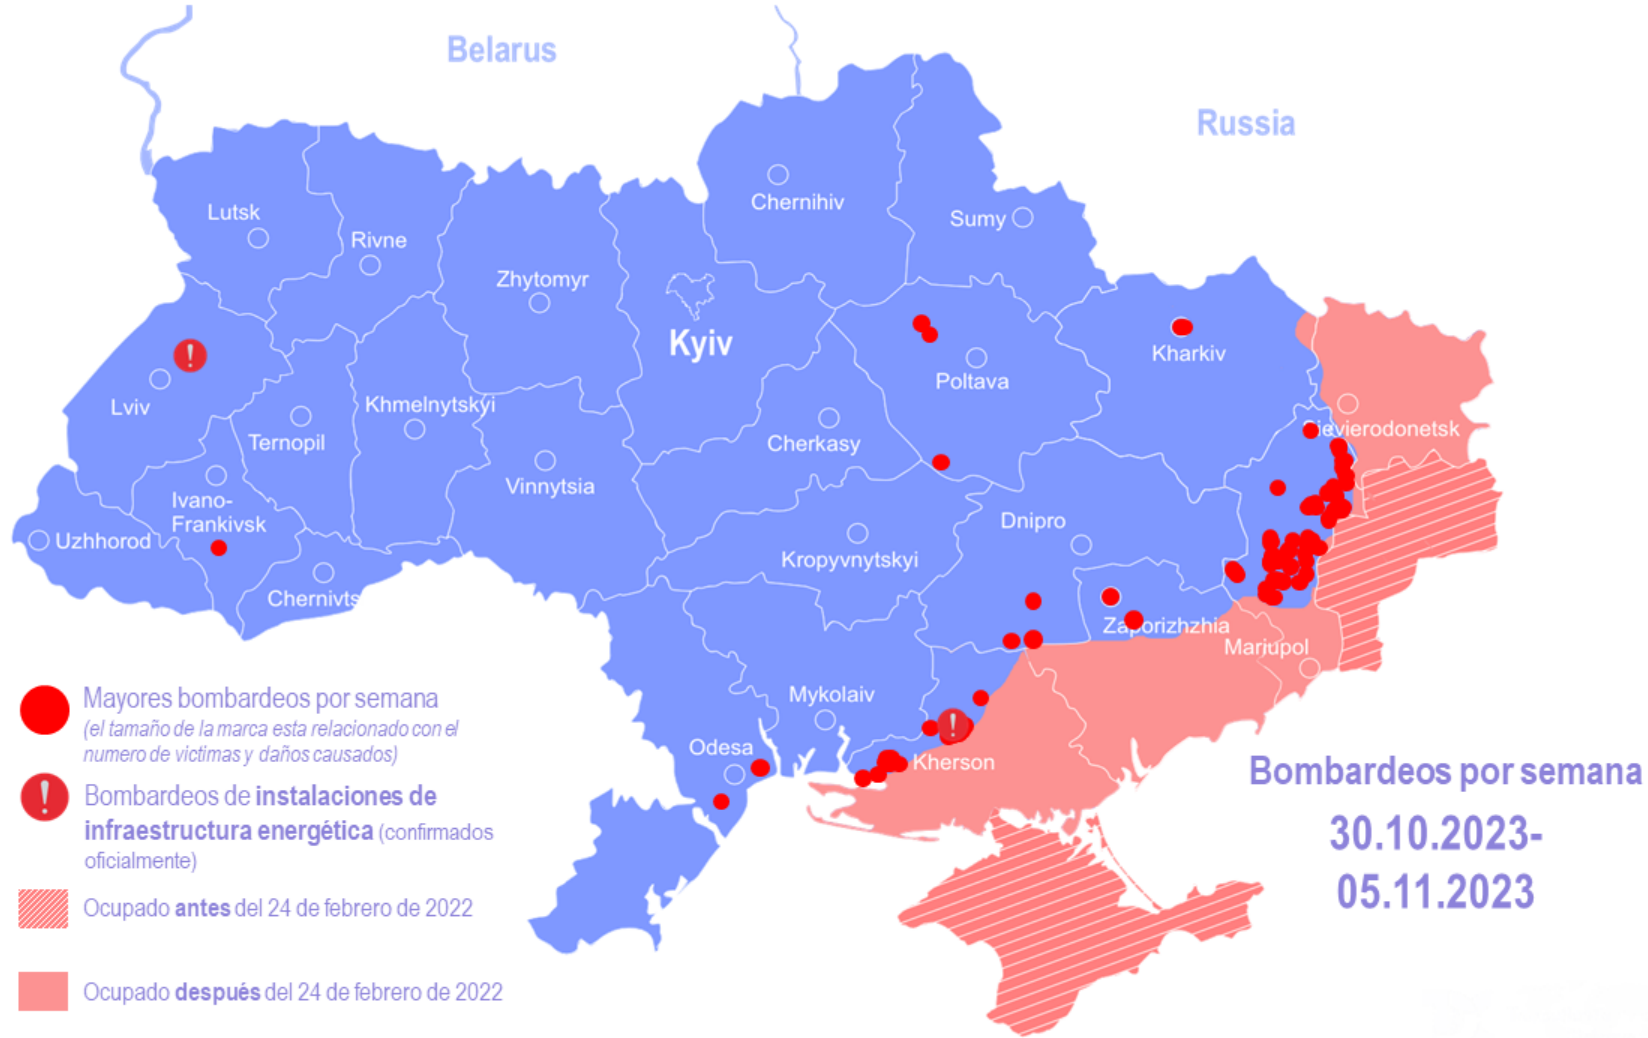 Belarus
Russia
Chernihiv
Lutsk
Sumy
Rivne
Zhytomyr
Kyiv
Kharkiv
Poltava
Lviv
Khmelnytskyi
Ternopil
Cherkasy
Sievierodonetsk
Vinnytsia
Ivano-
Frankivsk
Dnipro
Uzhhorod
Kropyvnytskyi
Chernivts
Zaporizhzhia
Mariupol
Mykolaiv
Odesa
Kherson
Mayores bombardeos por semana
(el tamaño de la marca esta relacionado con el
numero de victimas y daños causados)
Bombardeos de instalaciones de
infraestructura energética (confirmados
oficialmente)
Ocupado antes del 24 de febrero de 2022
Ocupado después del 24 de febrero de 2022
Bombardeos por semana
30.10.2023-
05.11.2023